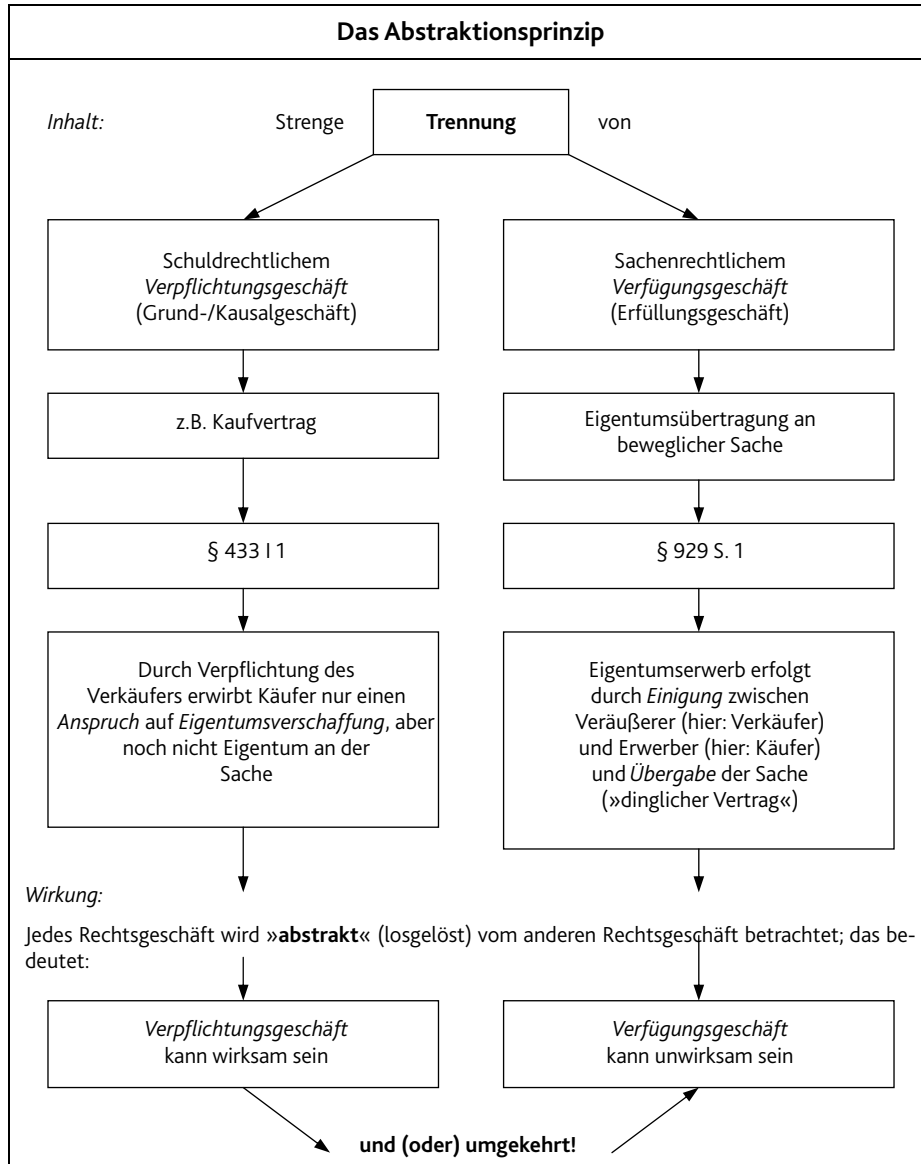 Das Abstraktionsprinzip
Inhalt: Strenge Trennung von
Schuldrechtlichem
Verpflichtungsgeschäft
(Grund-/Kausalgeschäft)
Sachenrechtlichem
Verfügungsgeschäft
(Erfüllungsgeschäft)
z.B. Kaufvertrag
Eigentumsübertragung an
beweglicher Sache
§ 433 I 1
§ 929 S. 1
Durch Verpflichtung des
Verkäufers erwirbt Käufer nur einen
Anspruch auf Eigentumsverschaffung, aber
noch nicht Eigentum an der
Sache
Eigentumserwerb erfolgt
durch Einigung zwischen
Veräußerer (hier: Verkäufer)
und Erwerber (hier: Käufer)
und Übergabe der Sache
(»dinglicher Vertrag«)
Wirkung:
Jedes Rechtsgeschäft wird »abstrakt« (losgelöst) vom anderen Rechtsgeschäft betrachtet; das be-
deutet:
Verpflichtungsgeschäft
kann wirksam sein
Verfügungsgeschäft
kann unwirksam sein
und (oder) umgekehrt!